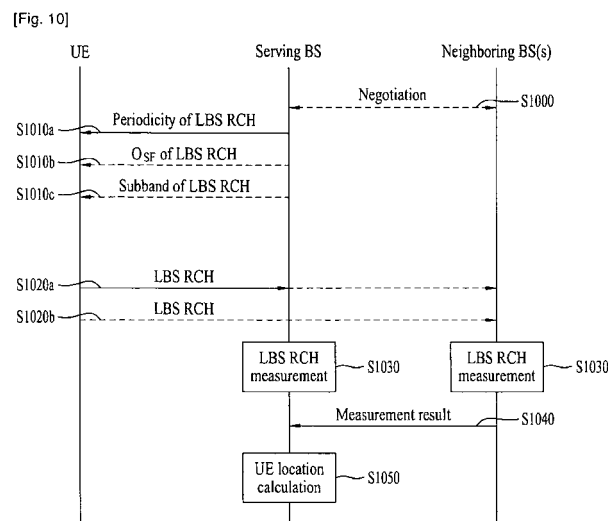 [Fig. 10]
UE
Serving BS
Neighboring BS(s)
Negotiation
S1000
Periodicity of LBS RCH
S1010a
OSF of LBS RCH
S1010b
Subband of LBS RCH
S1010c
LBS RCH
S1020a
LBS RCH
S1020b
LBS RCH
measurement
S1030
LBS RCH
measurement
S1030
Measurement result
S1040
UE location
calculation
S1050